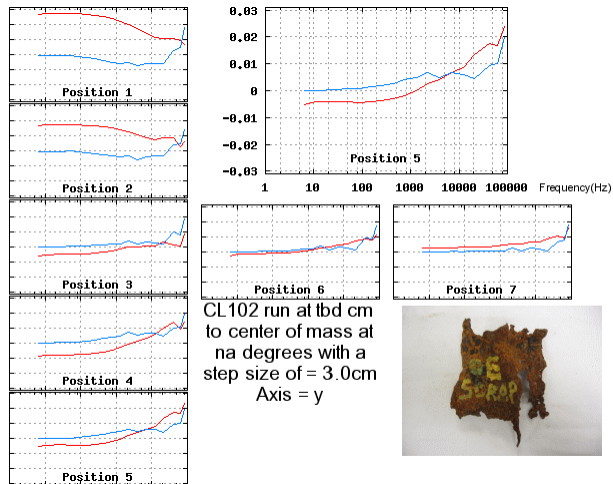 Position 1
Position 2
Position 3
Position 4
Position 5
0.03
0.02
0.01
0
-0.01
-0.02
-0.03
Position 5
1 10 100 1000 10000 100000 Frequency(Hz)
Position 6
Position 7
CL102 run at tbd cm
to center of mass at
na degrees with a
step size of = 3.0cm
Axis = y
OE
SCRAP